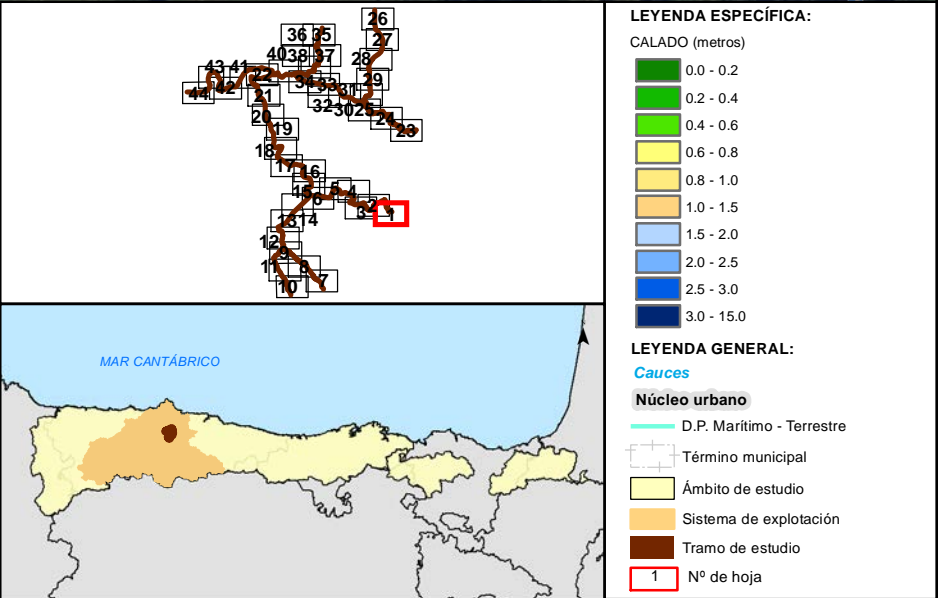 26
36 35
27
40 38 37
28
43 41 22 34 33 29
44 42 21 31
32 30 25
20 24
19 23
18
17 16
15 5 4
6 2
3 1
13 14
12
9
11 8
10 7
MAR CANTÁBRICO
LEYENDA ESPECÍFICA:
CALADO (metros)
0.0 - 0.2
0.2 - 0.4
0.4 - 0.6
0.6 - 0.8
0.8 - 1.0
1.0 - 1.5
1.5 - 2.0
2.0 - 2.5
2.5 - 3.0
3.0 - 15.0
LEYENDA GENERAL:
Cauces
Núcleo urbano
D.P. Marítimo - Terrestre
Término municipal
Ámbito de estudio
Sistema de explotación
Tramo de estudio
1 Nº de hoja